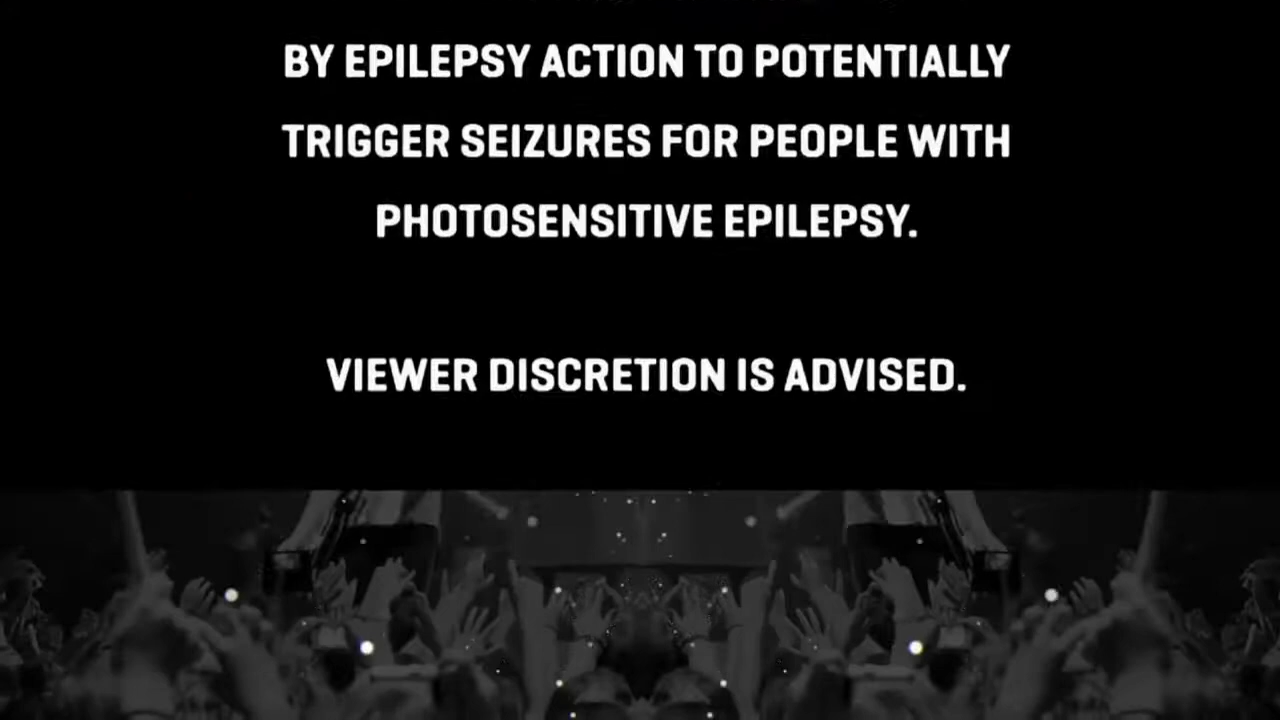 BY EPILEPSY ACTION TO POTENTIALLY
TRIGGER SEIZURES FOR PEOPLE WITH
PHOTOSENSITIVE EPILEPSY.
VIEWER DISCRETION IS ADVISED.